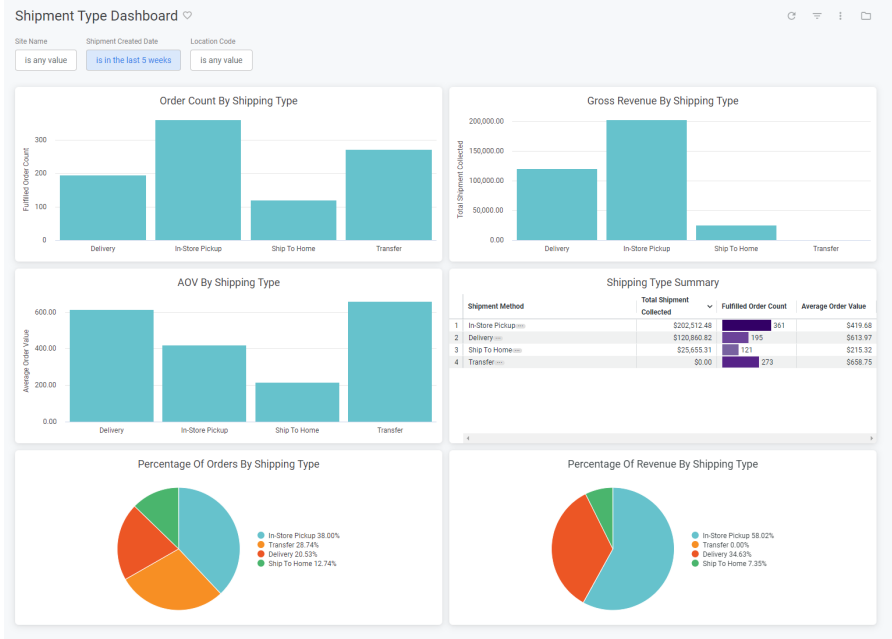 Shipment Type Dashboard
Site Name
Shipment Created Date
Location Code
is any value
is in the last 5 weeks
is any value
Order Count By Shipping Type
Fulfilled Order Count
300
200
100
0
Delivery
In-Store Pickup
Ship To Home
Transfer
Gross Revenue By Shipping Type
Total Shipment Collected
200,000.00
150,000.00
100,000.00
50,000.00
0.00
Delivery
In-Store Pickup
Ship To Home
Transfer
AOV By Shipping Type
Average Order Value
600.00
400.00
200.00
0.00
Delivery
In-Store Pickup
Ship To Home
Transfer
Shipping Type Summary
Shipment Method Total Shipment Collected Fulfilled Order Count Average Order Value
1 In-Store Pickup $202,512.48 361 $419.68
2 Delivery $120,860.82 195 $613.97
3 Ship To Home $25,655.31 121 $215.32
4 Transfer $0.00 273 $658.75
Percentage Of Orders By Shipping Type
In-Store Pickup 38.00%
Transfer 28.74%
Delivery 20.53%
Ship To Home 12.74%
Percentage Of Revenue By Shipping Type
In-Store Pickup 58.02%
Transfer 0.00%
Delivery 34.63%
Ship To Home 7.35%